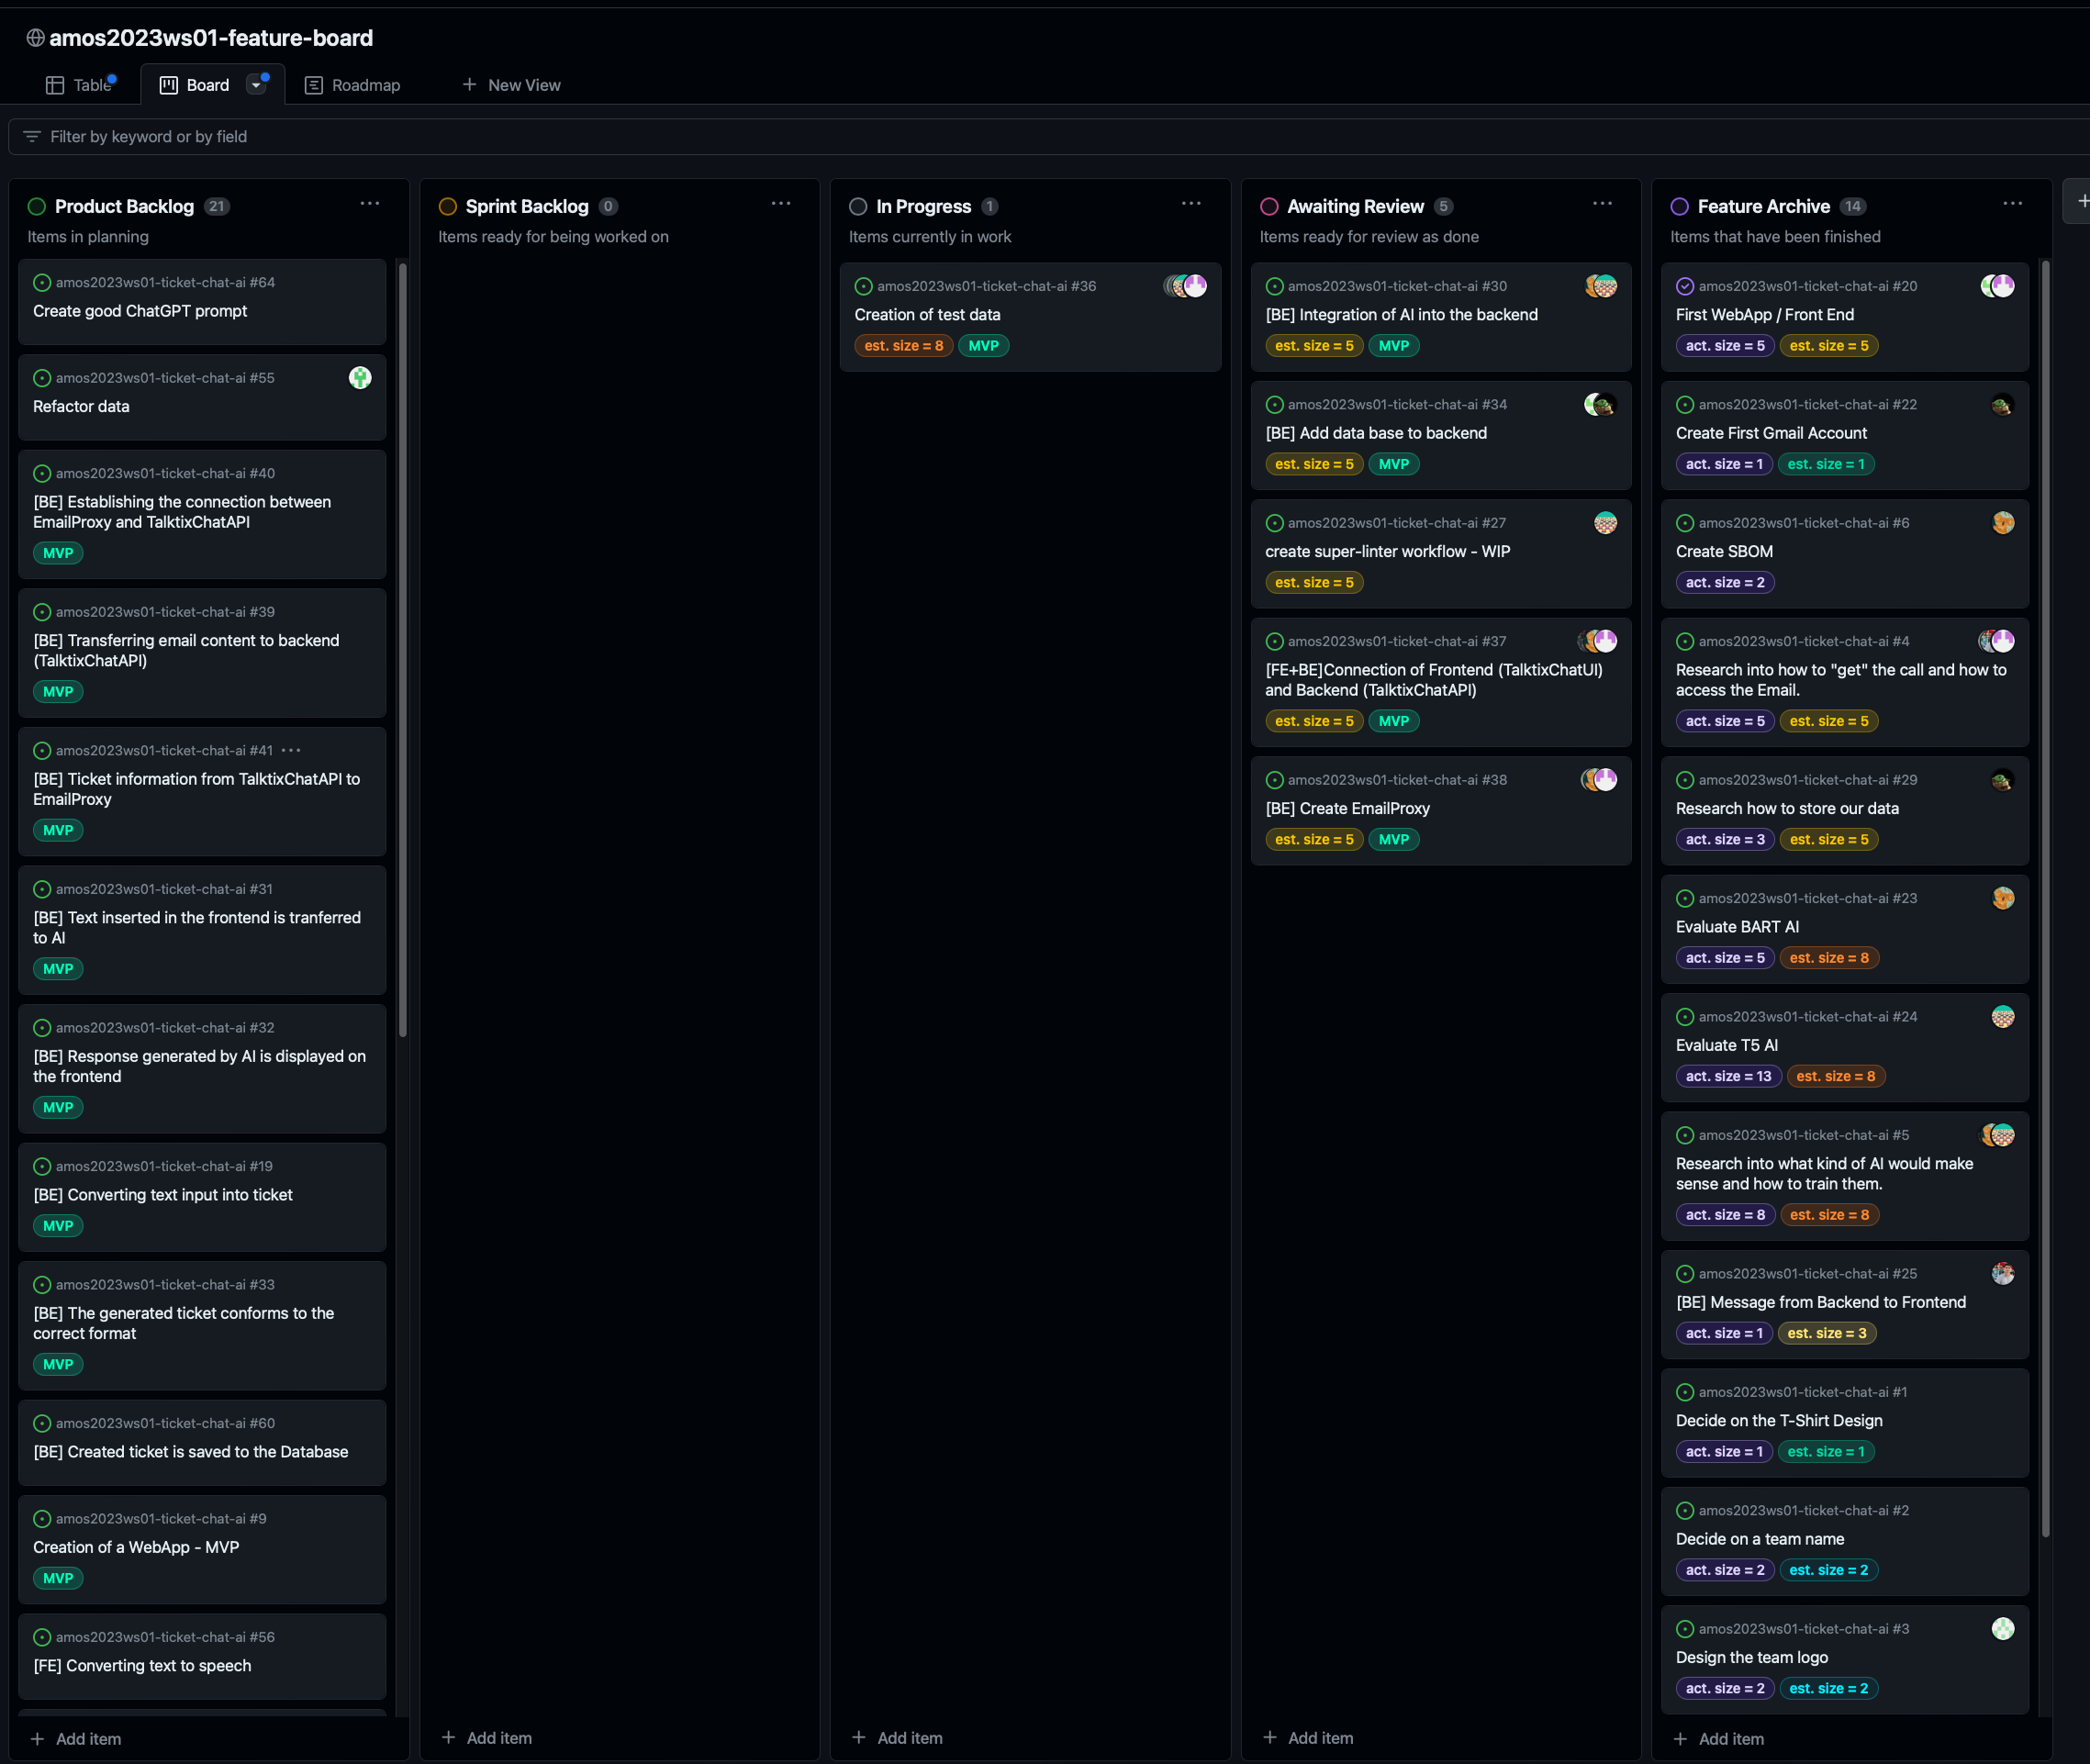 amos2023ws01-feature-board
Table
Board
Roadmap
New View
Filter by keyword or by field
Product Backlog 21
Items in planning
amos2023ws01-ticket-chat-ai #64
Create good ChatGPT prompt
amos2023ws01-ticket-chat-ai #55
Refactor data
amos2023ws01-ticket-chat-ai #40
[BE] Establishing the connection between
EmailProxy and TalktixChatAPI
MVP
amos2023ws01-ticket-chat-ai #39
[BE] Transferring email content to backend
(TalktixChatAPI)
MVP
amos2023ws01-ticket-chat-ai #41
[BE] Ticket information from TalktixChatAPI to
EmailProxy
MVP
amos2023ws01-ticket-chat-ai #31
[BE] Text inserted in the frontend is tranferred
to AI
MVP
amos2023ws01-ticket-chat-ai #32
[BE] Response generated by AI is displayed on
the frontend
MVP
amos2023ws01-ticket-chat-ai #19
[BE] Converting text input into ticket
MVP
amos2023ws01-ticket-chat-ai #33
[BE] The generated ticket conforms to the
correct format
MVP
amos2023ws01-ticket-chat-ai #60
[BE] Created ticket is saved to the Database
amos2023ws01-ticket-chat-ai #9
Creation of a WebApp - MVP
MVP
amos2023ws01-ticket-chat-ai #56
[FE] Converting text to speech
Add item
Sprint Backlog 0
Items ready for being worked on
Add item
In Progress 1
Items currently in work
amos2023ws01-ticket-chat-ai #36
Creation of test data
est. size = 8 MVP
Add item
Awaiting Review 5
Items ready for review as done
amos2023ws01-ticket-chat-ai #30
[BE] Integration of AI into the backend
est. size = 5 MVP
amos2023ws01-ticket-chat-ai #34
[BE] Add data base to backend
est. size = 5 MVP
amos2023ws01-ticket-chat-ai #27
create super-linter workflow - WIP
est. size = 5
amos2023ws01-ticket-chat-ai #37
[FE+BE]Connection of Frontend (TalktixChatUI)
and Backend (TalktixChatAPI)
est. size = 5 MVP
amos2023ws01-ticket-chat-ai #38
[BE] Create EmailProxy
est. size = 5 MVP
Add item
Feature Archive 14
Items that have been finished
amos2023ws01-ticket-chat-ai #20
First WebApp / Front End
act. size = 5 est. size = 5
amos2023ws01-ticket-chat-ai #22
Create First Gmail Account
act. size = 1 est. size = 1
amos2023ws01-ticket-chat-ai #6
Create SBOM
act. size = 2
amos2023ws01-ticket-chat-ai #4
Research into how to "get" the call and how to
access the Email.
act. size = 5 est. size = 5
amos2023ws01-ticket-chat-ai #29
Research how to store our data
act. size = 3 est. size = 5
amos2023ws01-ticket-chat-ai #23
Evaluate BART AI
act. size = 5 est. size = 8
amos2023ws01-ticket-chat-ai #24
Evaluate T5 AI
act. size = 13 est. size = 8
amos2023ws01-ticket-chat-ai #5
Research into what kind of AI would make
sense and how to train them.
act. size = 8 est. size = 8
amos2023ws01-ticket-chat-ai #25
[BE] Message from Backend to Frontend
act. size = 1 est. size = 3
amos2023ws01-ticket-chat-ai #1
Decide on the T-Shirt Design
act. size = 1 est. size = 1
amos2023ws01-ticket-chat-ai #2
Decide on a team name
act. size = 2 est. size = 2
amos2023ws01-ticket-chat-ai #3
Design the team logo
act. size = 2 est. size = 2
Add item